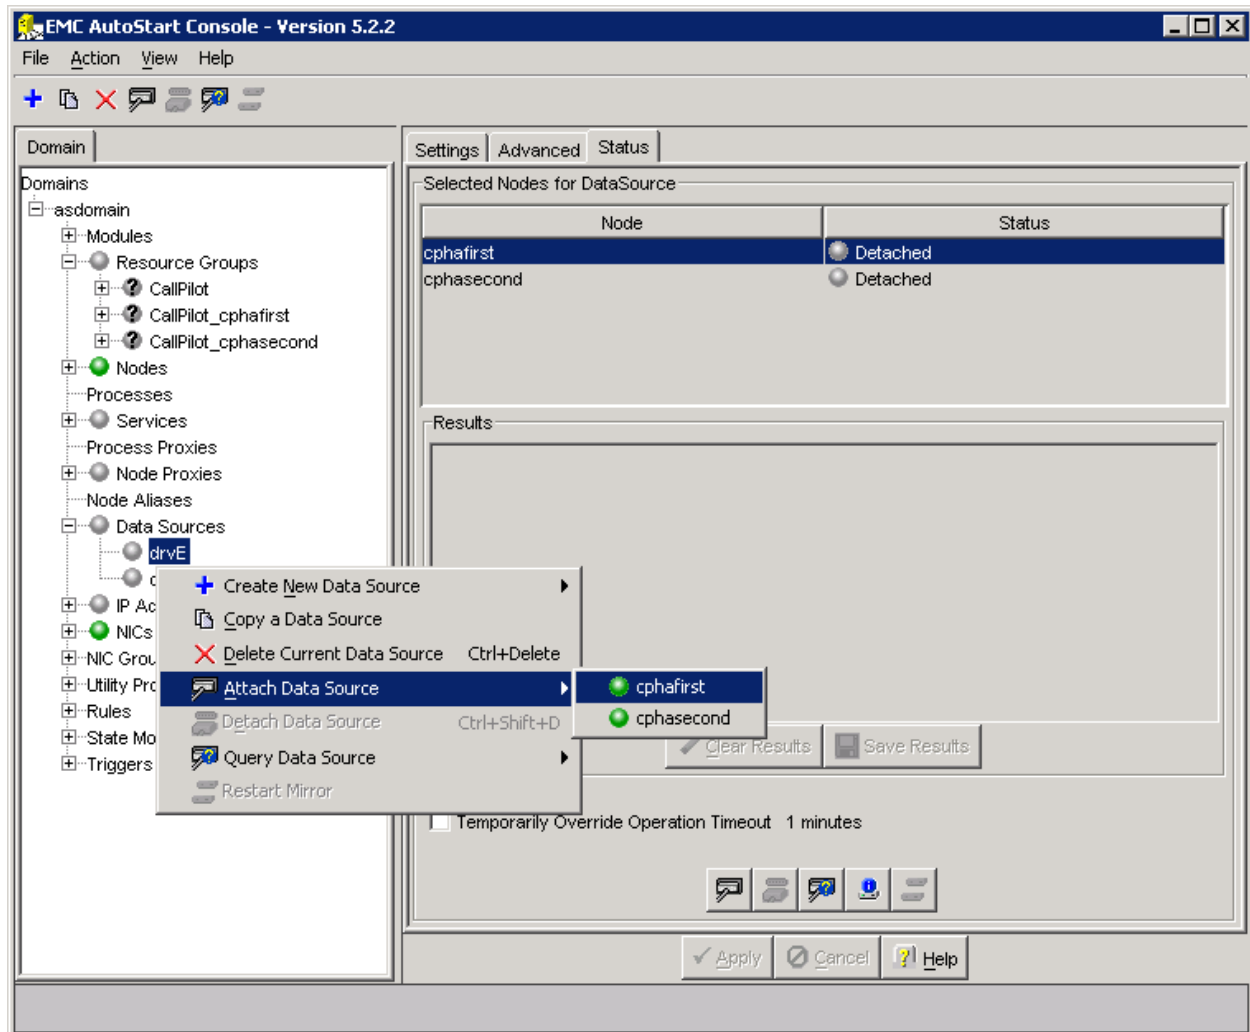 EMC AutoStart Console - Version 5.2.2
File Action View Help
Domain
Domains
asdomain
Modules
Resource Groups
CallPilot
CallPilot_cphafirst
CallPilot_cphasecond
Nodes
Processes
Services
Process Proxies
Node Proxies
Node Aliases
Data Sources
drvE
IP Ac
NICs
NIC Grou
Utility Pro
Rules
State Mo
Triggers
Create New Data Source
Copy a Data Source
Delete Current Data Source Ctrl+Delete
Attach Data Source
Detach Data Source Ctrl+Shift+D
Query Data Source
Restart Mirror
cphafirst
cphasecond
Settings Advanced Status
Selected Nodes for DataSource
Node Status
cphafirst Detached
cphasecond Detached
Results
Clear Results Save Results
Temporarily Override Operation Timeout 1 minutes
Apply Cancel Help